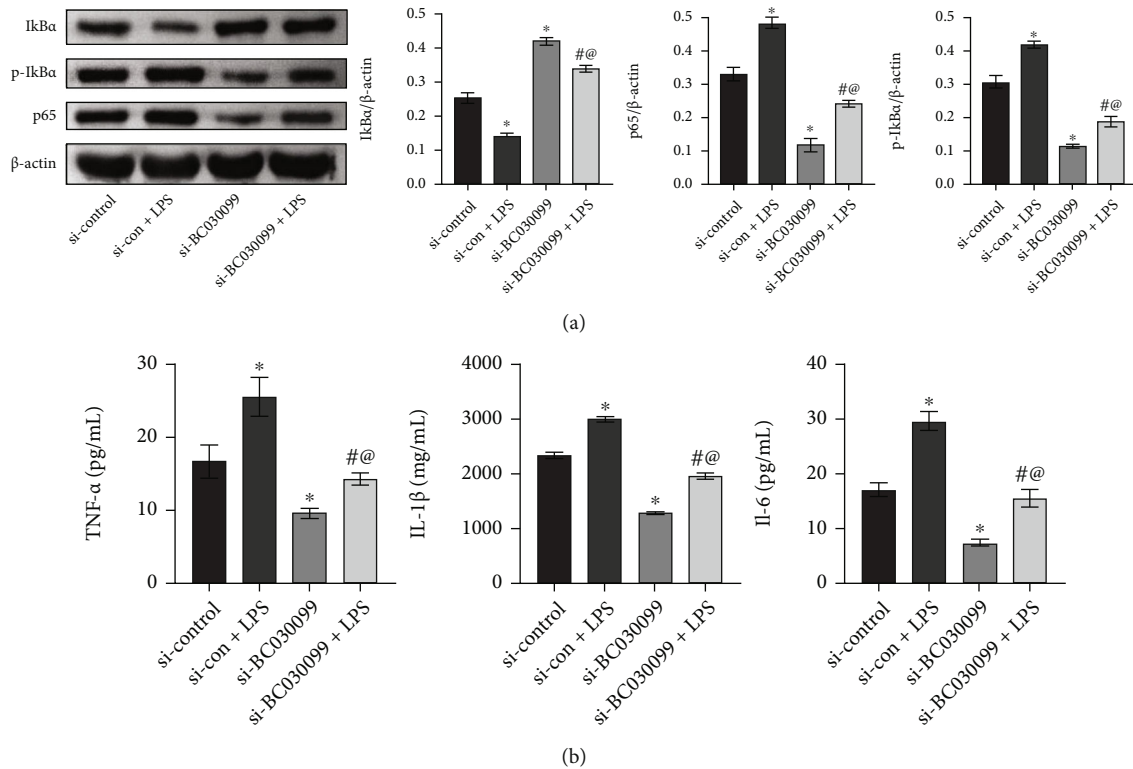 IkBα
p-IkBα
p65
β-actin
si-control
si-con + LPS
si-BC030099
si-BC030099 + LPS
IkBα/β-actin
0.5
0.4
0.3
0.2
0.1
0.0
*
*
#@
si-control
si-con + LPS
si-BC030099
si-BC030099 + LPS
p65/β-actin
0.5
0.4
0.3
0.2
0.1
0.0
*
*
#@
si-control
si-con + LPS
si-BC030099
si-BC030099 + LPS
p-IkBα/β-actin
0.5
0.4
0.3
0.2
0.1
0.0
*
*
#@
si-control
si-con + LPS
si-BC030099
si-BC030099 + LPS
(a)
TNF-α (pg/mL)
30
20
10
0
*
*
#@
si-control
si-con + LPS
si-BC030099
si-BC030099 + LPS
IL-1β (mg/mL)
4000
3000
2000
1000
0
*
*
#@
si-control
si-con + LPS
si-BC030099
si-BC030099 + LPS
Il-6 (pg/mL)
40
30
20
10
0
*
*
#@
si-control
si-con + LPS
si-BC030099
si-BC030099 + LPS
(b)